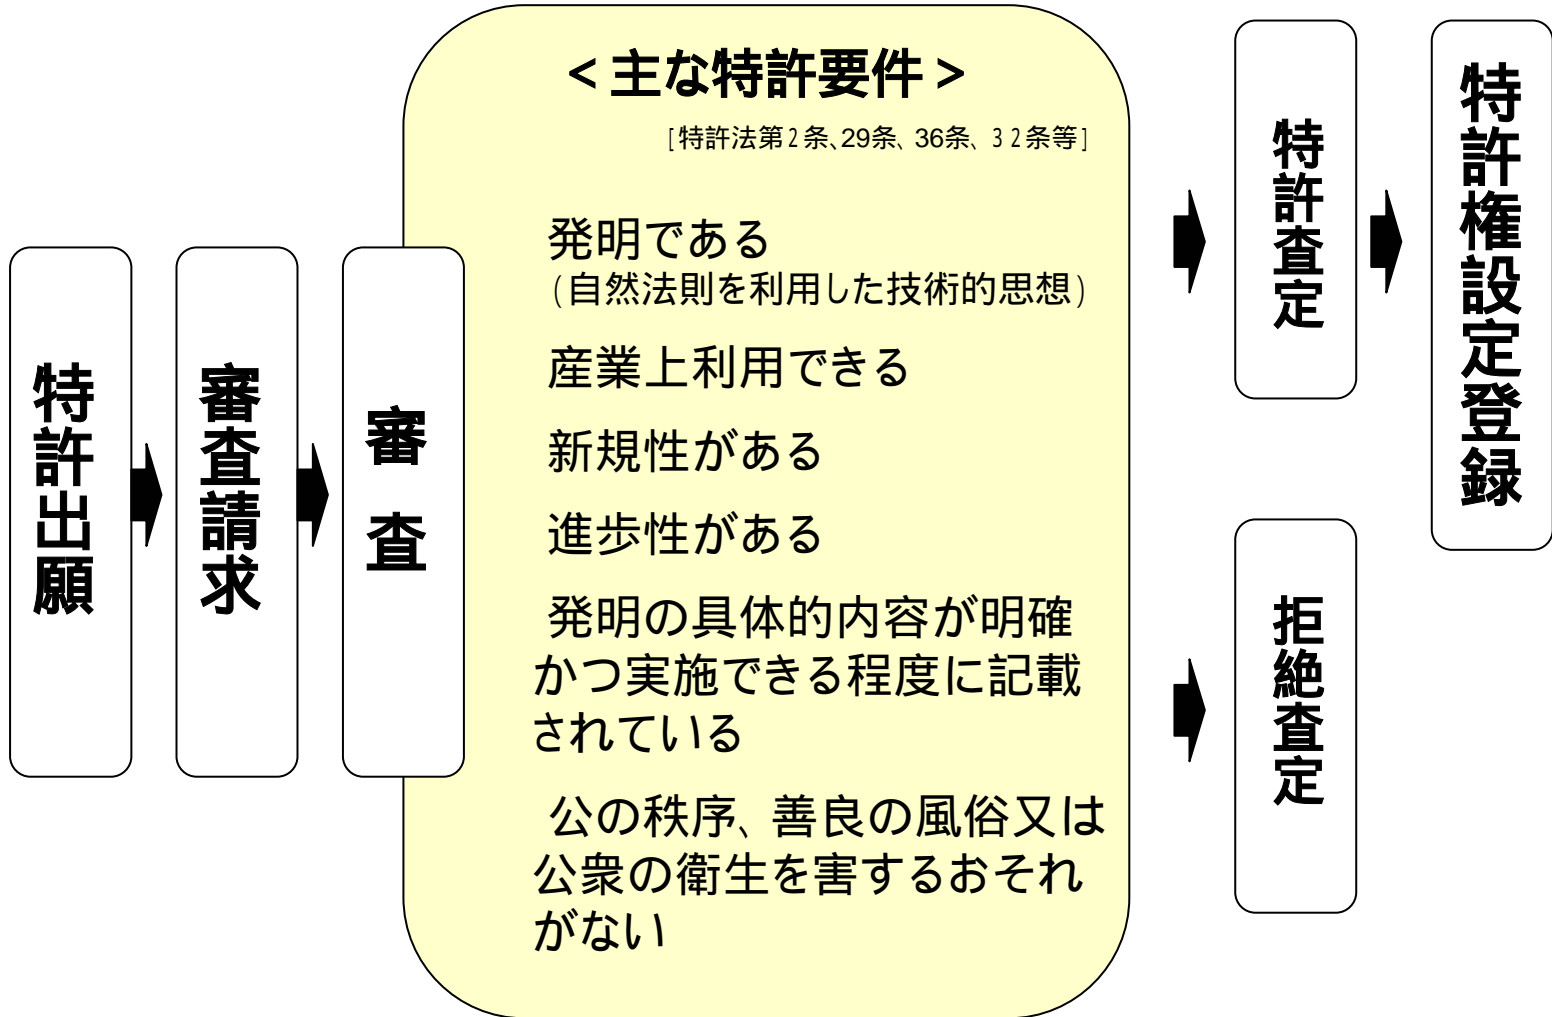 特許出願
審査請求
審査
<主な特許要件>
[特許法第2条、29条、36条、32条等]
発明である
(自然法則を利用した技術的思想)
産業上利用できる
新規性がある
進歩性がある
発明の具体的内容が明確
かつ実施できる程度に記載
されている
公の秩序、善良の風俗又は
公衆の衛生を害するおそれ
がない
特許査定
特許権設定登録
拒絶査定